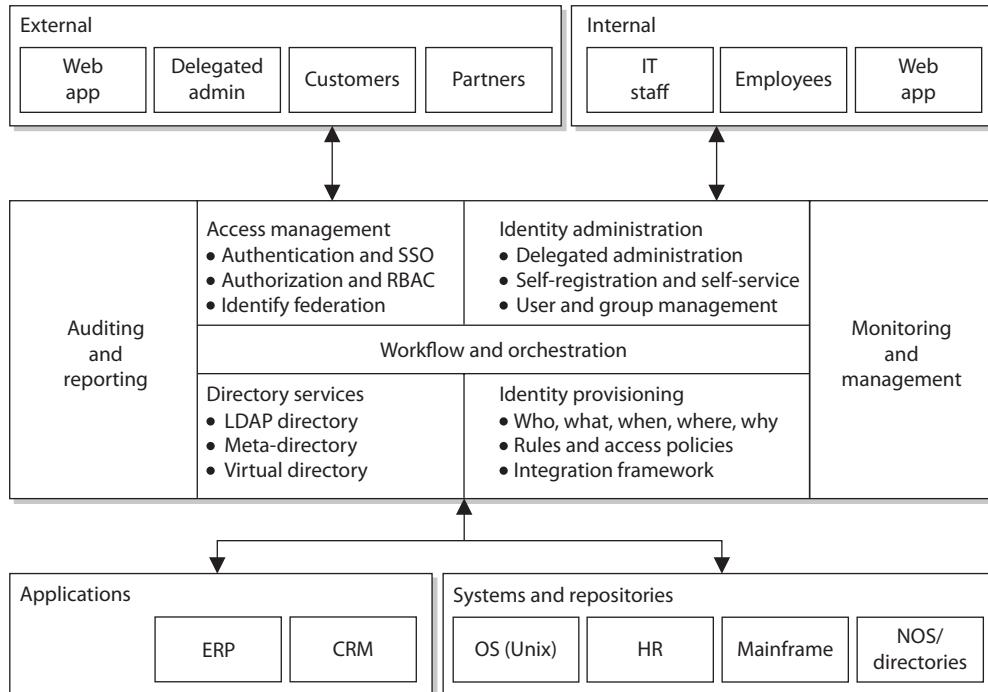 External
Web
app
Delegated
admin
Customers
Partners
Internal
IT
staff
Employees
Web
app
Auditing
and
reporting
Access management
• Authentication and SSO
• Authorization and RBAC
• Identify federation
Identity administration
• Delegated administration
• Self-registration and self-service
• User and group management
Workflow and orchestration
Directory services
• LDAP directory
• Meta-directory
• Virtual directory
Identity provisioning
• Who, what, when, where, why
• Rules and access policies
• Integration framework
Monitoring
and
management
Applications
ERP
CRM
Systems and repositories
OS (Unix)
HR
Mainframe
NOS/
directories